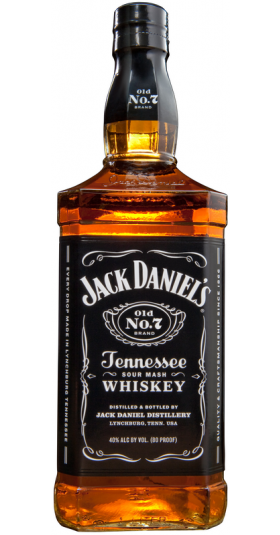 Old
No.7
BRAND
JACK DANIEL'S
Old
No.7
BRAND
Tennessee
SOUR MASH
WHISKEY
DISTILLED & BOTTLED BY
JACK DANIEL DISTILLERY
LYNCHBURG, TENN. USA
40% ALC BY VOL. (80 PROOF)
EVERY DROP MADE IN LYNCHBURG TENNESSEE
QUALITY & CRAFTSMANSHIP SINCE 1866